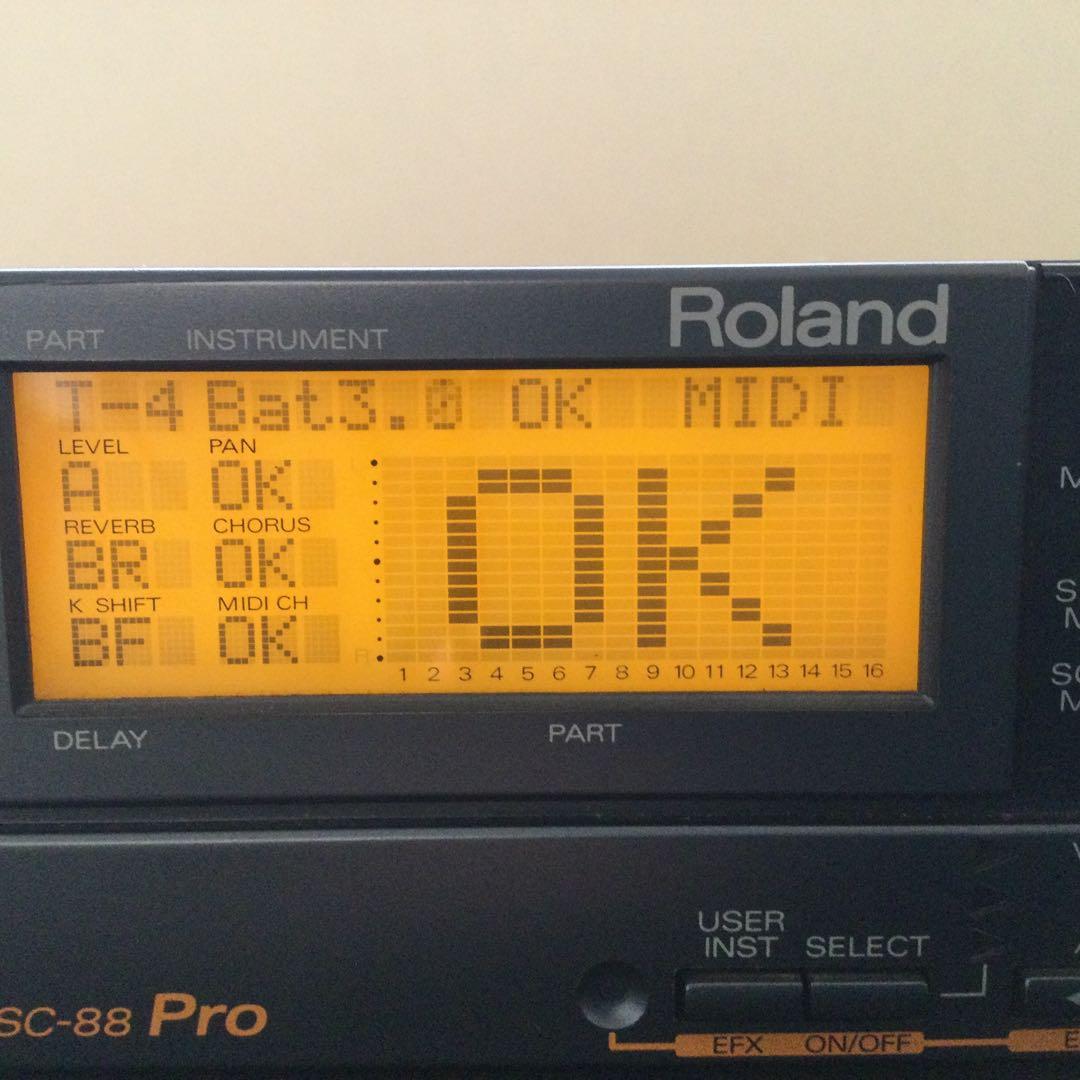 Roland
PART INSTRUMENT
T-4 Bat3.0 OK MIDI
LEVEL PAN
A OK
REVERB CHORUS
BR OK
K SHIFT MIDI CH
BF OK
OK
L
R
1 2 3 4 5 6 7 8 9 10 11 12 13 14 15 16
DELAY
PART
USER
INST SELECT
SC-88 Pro
EFX ON/OFF